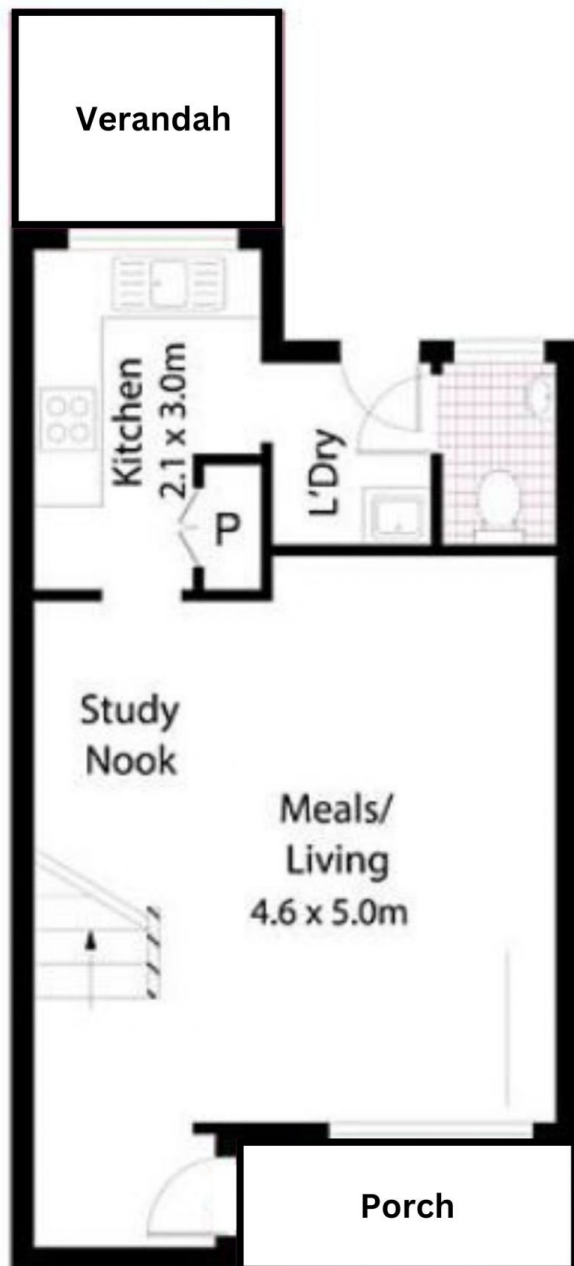 Verandah
Kitchen
2.1 x 3.0m
L'Dry
P
Study
Nook
Meals/
Living
4.6 x 5.0m
Porch